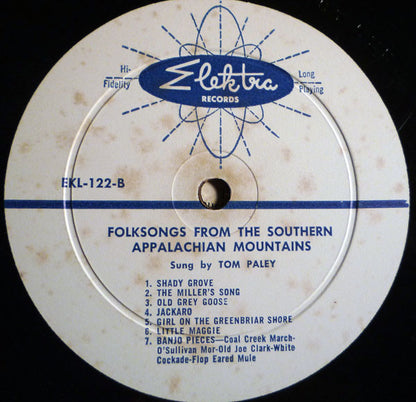 Hi-
Fidelity
Elektra
RECORDS
Long
Playing
EKL-122-B
FOLKSONGS FROM THE SOUTHERN
APPALACHIAN MOUNTAINS
Sung by TOM PALEY
1. SHADY GROVE
2. THE MILLER'S SONG
3. OLD GREY GOOSE
4. JACKARO
5. GIRL ON THE GREENBRIAR SHORE
6. LITTLE MAGGIE
7. BANJO PIECES—Coal Creek March-
O'Sullivan Mor-Old Joe Clark-White
Cockade-Flop Eared Mule